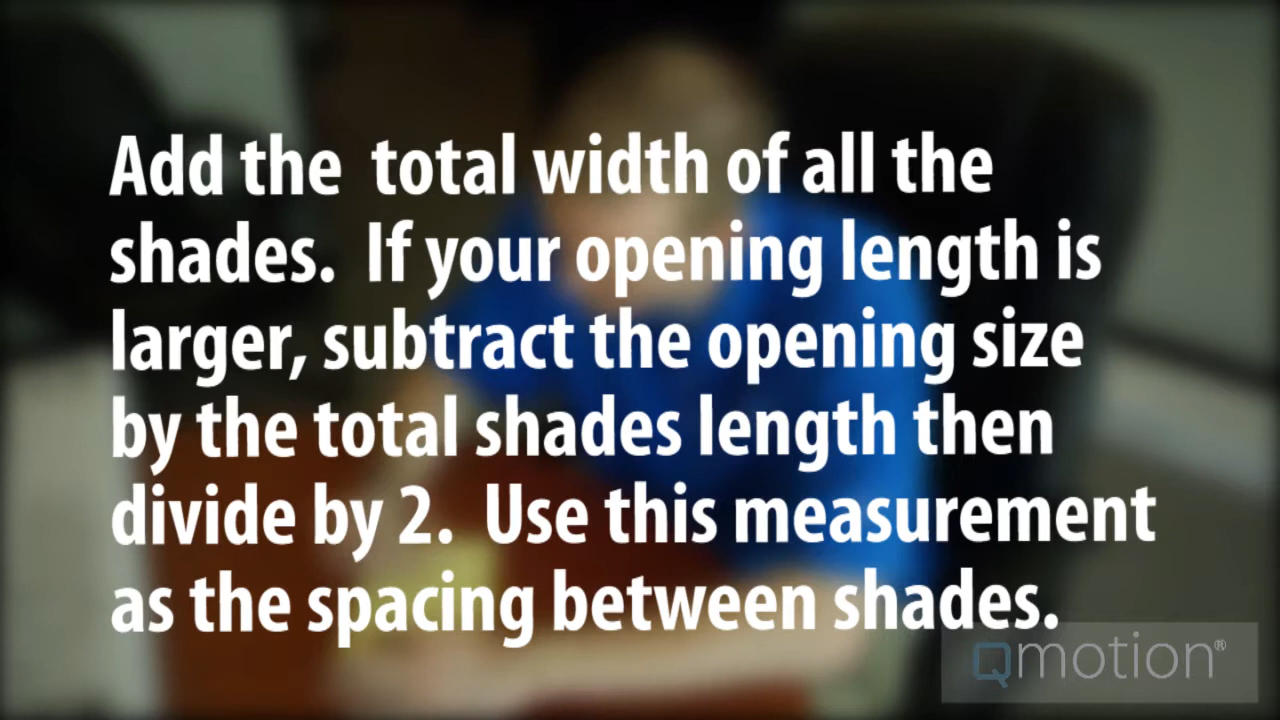 Add the total width of all the
shades. If your opening length is
larger, subtract the opening size
by the total shades length then
divide by 2. Use this measurement
as the spacing between shades.
Qmotion®